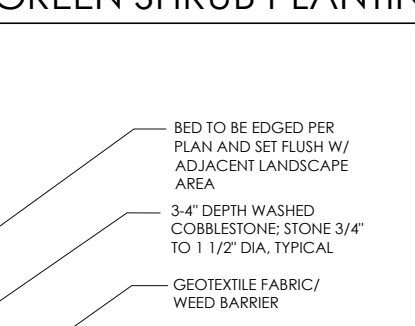 SHRUB
BED TO BE EDGED PER
PLAN AND SET FLUSH W/
ADJACENT LANDSCAPE
AREA
3-4" DEPTH WASHED
COBBLESTONE; STONE 3/4"
TO 1 1/2" DIA, TYPICAL
GEOTEXTILE FABRIC/
WEED BARRIER